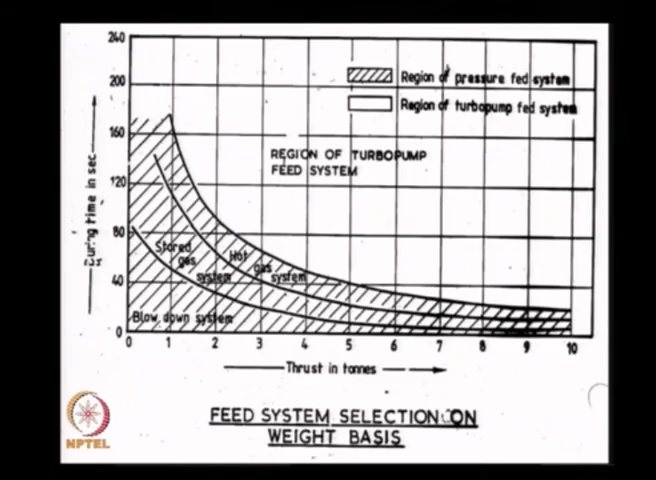 240
200
160
120
80
40
0
During time in sec
Region of pressure fed system
Region of turbopump fed system
REGION OF TURBOPUMP
FEED SYSTEM
Stored
gas
system
Hot
gas
system
Blow down system
0 1 2 3 4 5 6 7 8 9 10
Thrust in tonnes
FEED SYSTEM SELECTION ON
WEIGHT BASIS
NPTEL